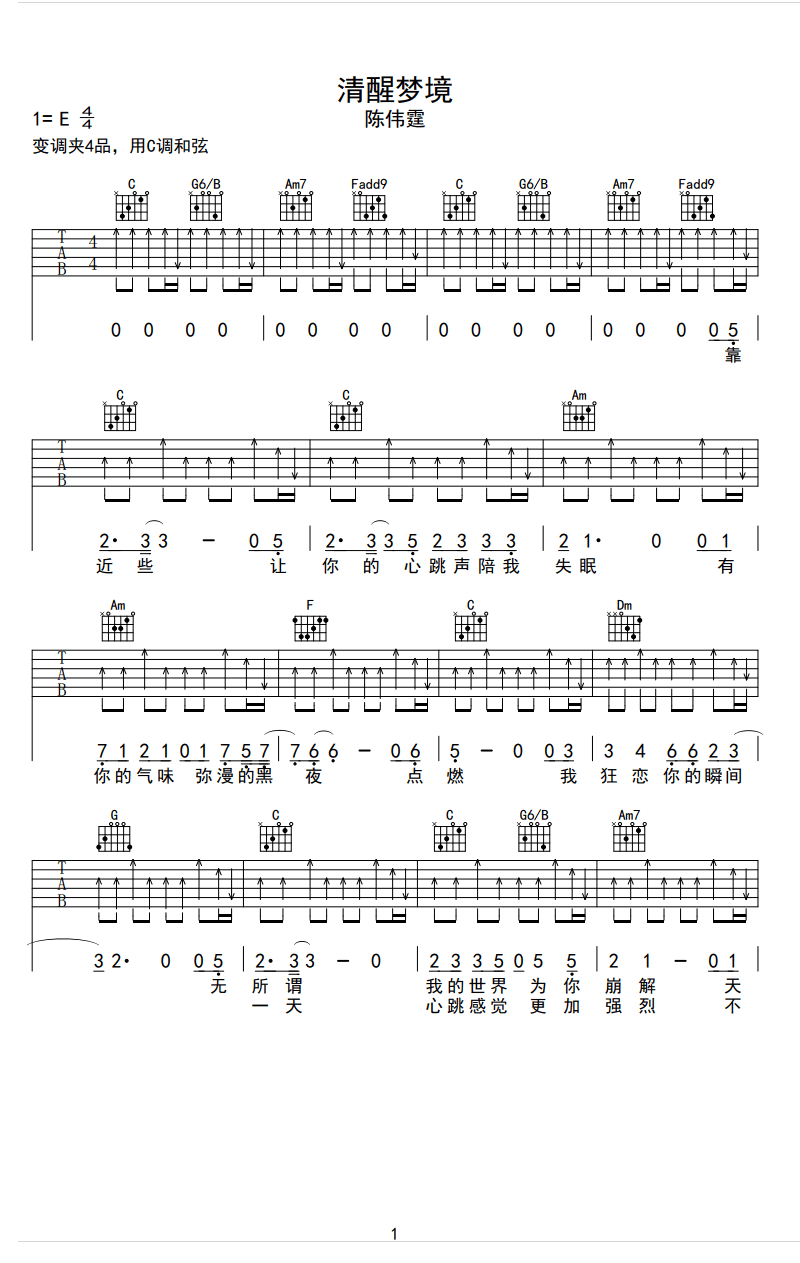 清醒梦境
1= E 4/4 陈伟霆
变调夹4品，用C调和弦
C G6/B Am7 Fadd9 C G6/B Am7 Fadd9
T A B 4 4
0 0 0 0 0 0 0 0 0 0 0 0 0 0 0 0 5
靠
C C Am
T A B
2· 3 3 - 0 5 2· 3 3 5 2 3 3 3 2 1· 0 0 1
近 些 让 你 的 心 跳 声 陪 我 失 眠 有
Am F C Dm
T A B
7 1 2 1 0 1 7 5 7 7 6 6 - 0 6 5 - 0 0 3 3 4 6 6 2 3
你 的 气 味 弥 漫 的 黑 夜 点 燃 我 狂 恋 你 的 瞬 间
G C C G6/B Am7
T A B
3 2· 0 0 5 2· 3 3 - 0 2 3 3 5 0 5 5 2 1 - 0 1
无 所 谓 我 的 世 界 为 你 崩 解 天
一 天 心 跳 感 觉 更 加 强 烈 不
1